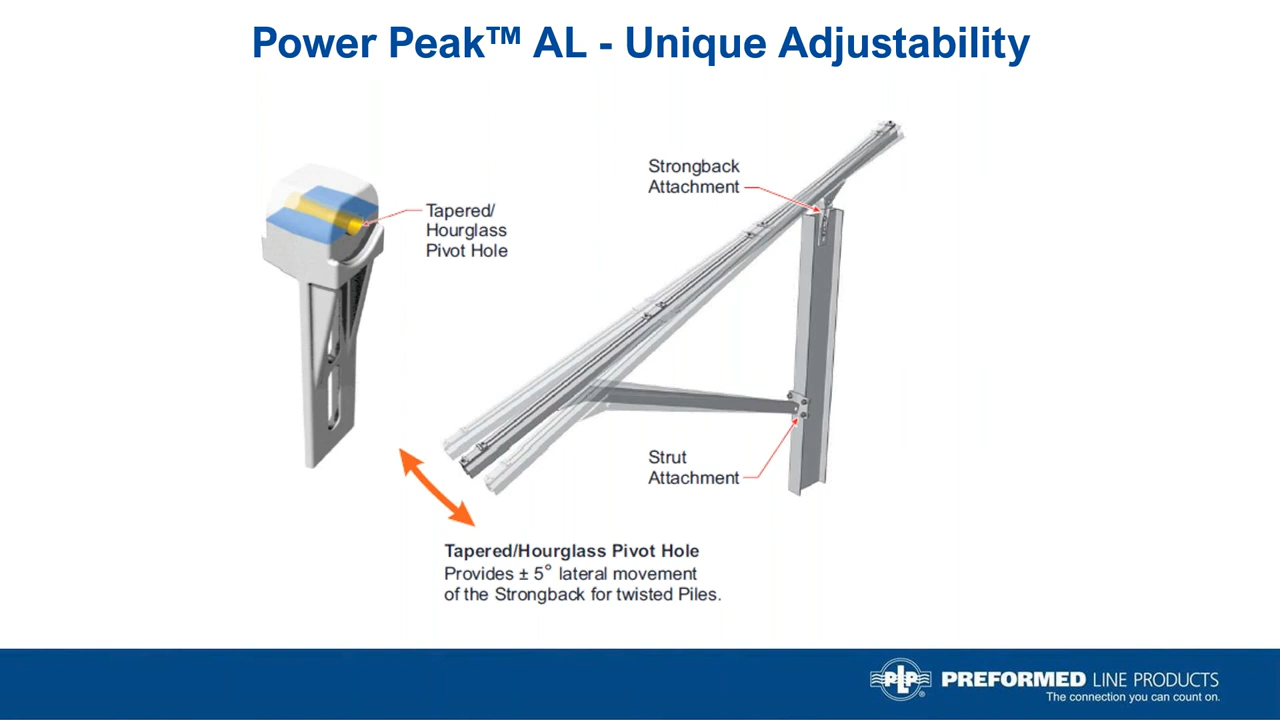 Power Peak™ AL - Unique Adjustability
Strongback
Attachment
Tapered/
Hourglass
Pivot Hole
Strut
Attachment
Tapered/Hourglass Pivot Hole
Provides ± 5° lateral movement
of the Strongback for twisted Piles.
PLP®
PREFORMED LINE PRODUCTS
The connection you can count on.